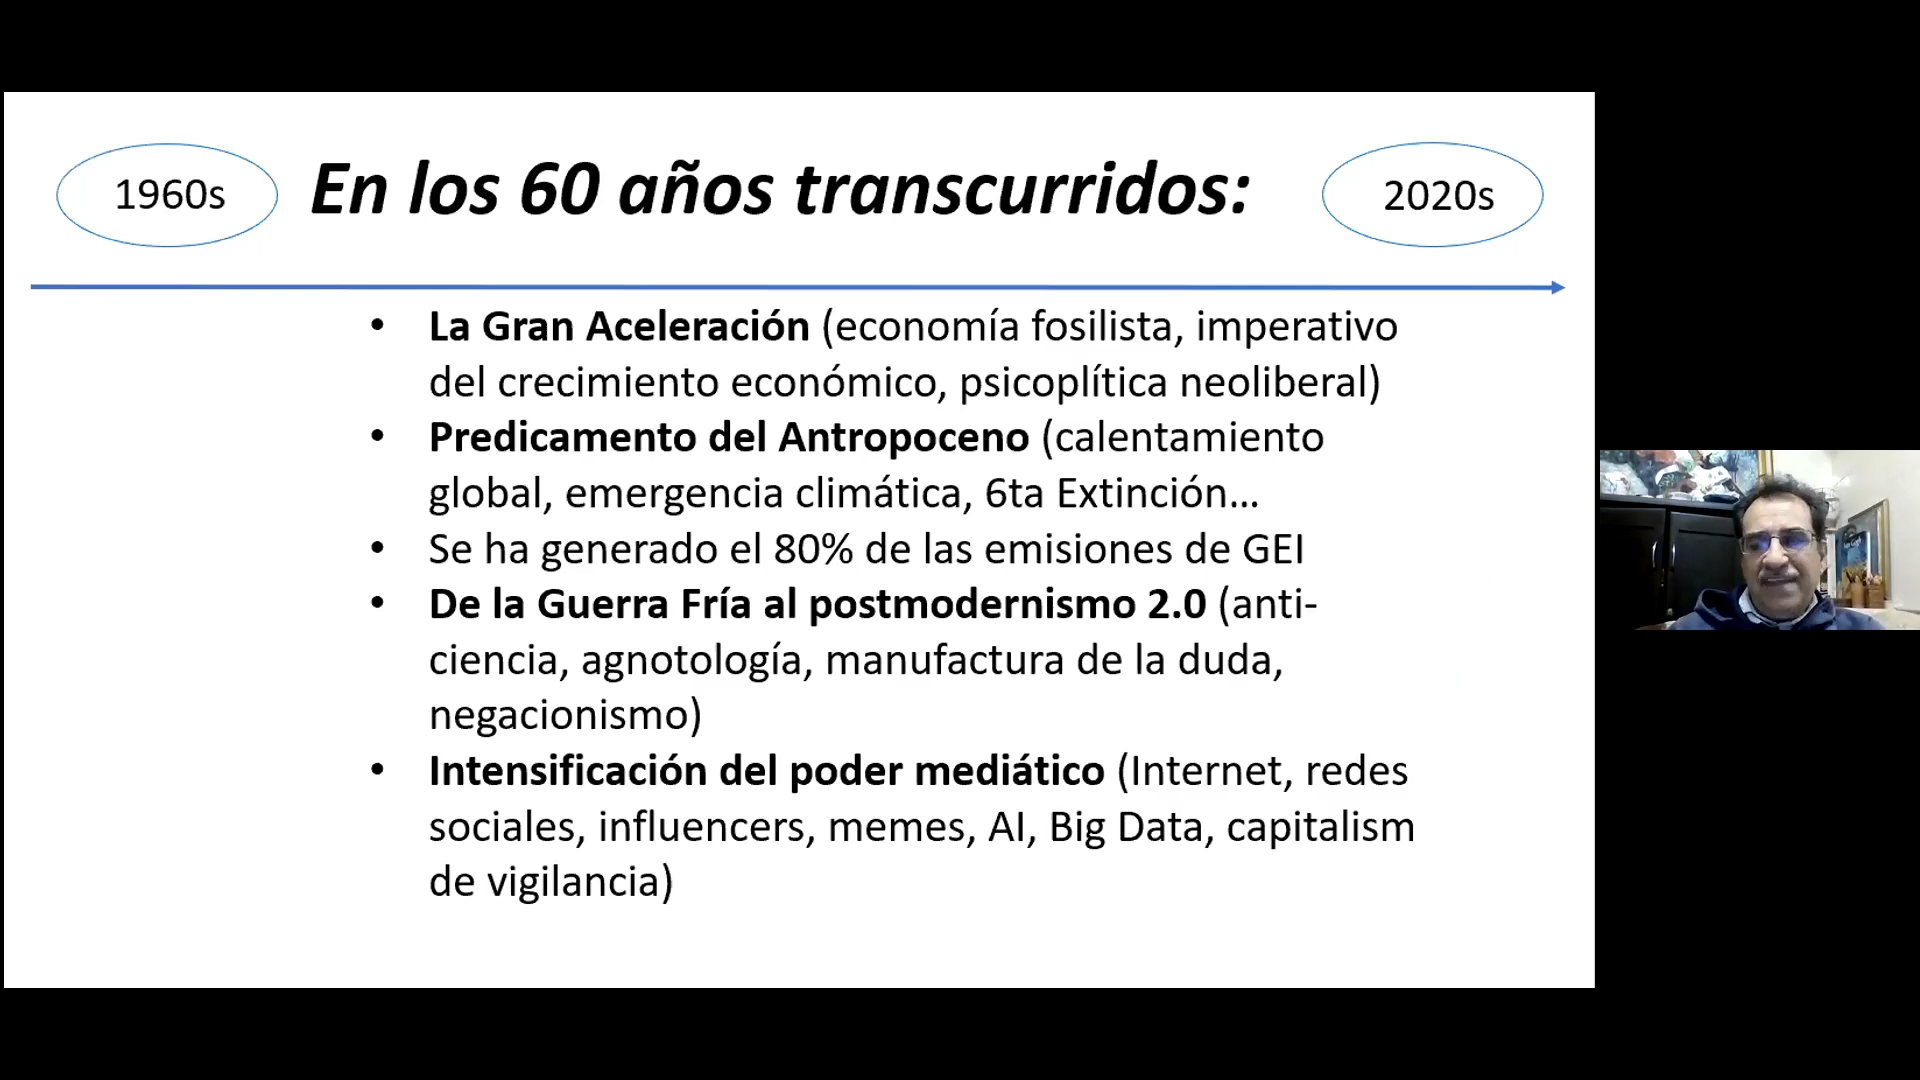 1960s
En los 60 años transcurridos:
2020s
• La Gran Aceleración (economía fosilista, imperativo
del crecimiento económico, psicoplítica neoliberal)
• Predicamento del Antropoceno (calentamiento
global, emergencia climática, 6ta Extinción...
• Se ha generado el 80% de las emisiones de GEI
• De la Guerra Fría al postmodernismo 2.0 (anti-
ciencia, agnotología, manufactura de la duda,
negacionismo)
• Intensificación del poder mediático (Internet, redes
sociales, influencers, memes, AI, Big Data, capitalism
de vigilancia)